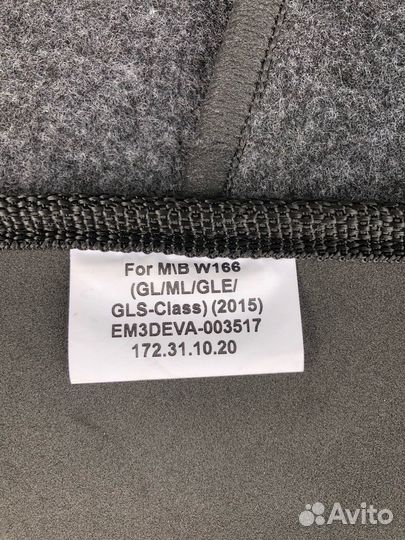 For M\B W166
(GL/ML/GLE/
GLS-Class) (2015)
EM3DEVA-003517
172.31.10.20
Avito